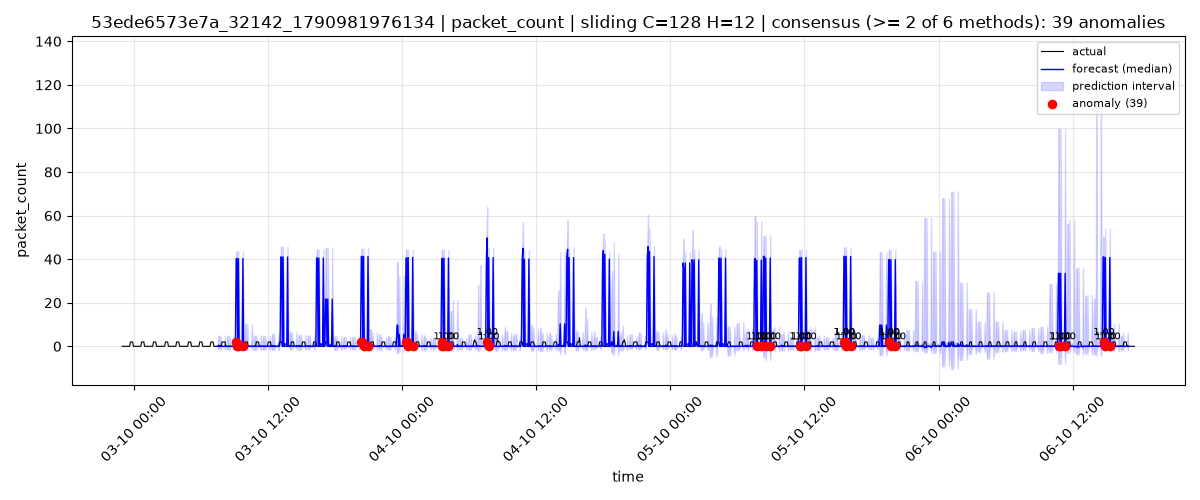 53ede6573e7a_32142_1790981976134 | packet_count | sliding C=128 H=12 | consensus (>= 2 of 6 methods): 39 anomalies
packet_count
140
120
100
80
60
40
20
0
actual
forecast (median)
prediction interval
anomaly (39)
1.00
03-10 00:00
03-10 12:00
04-10 00:00
04-10 12:00
05-10 00:00
05-10 12:00
06-10 00:00
06-10 12:00
time